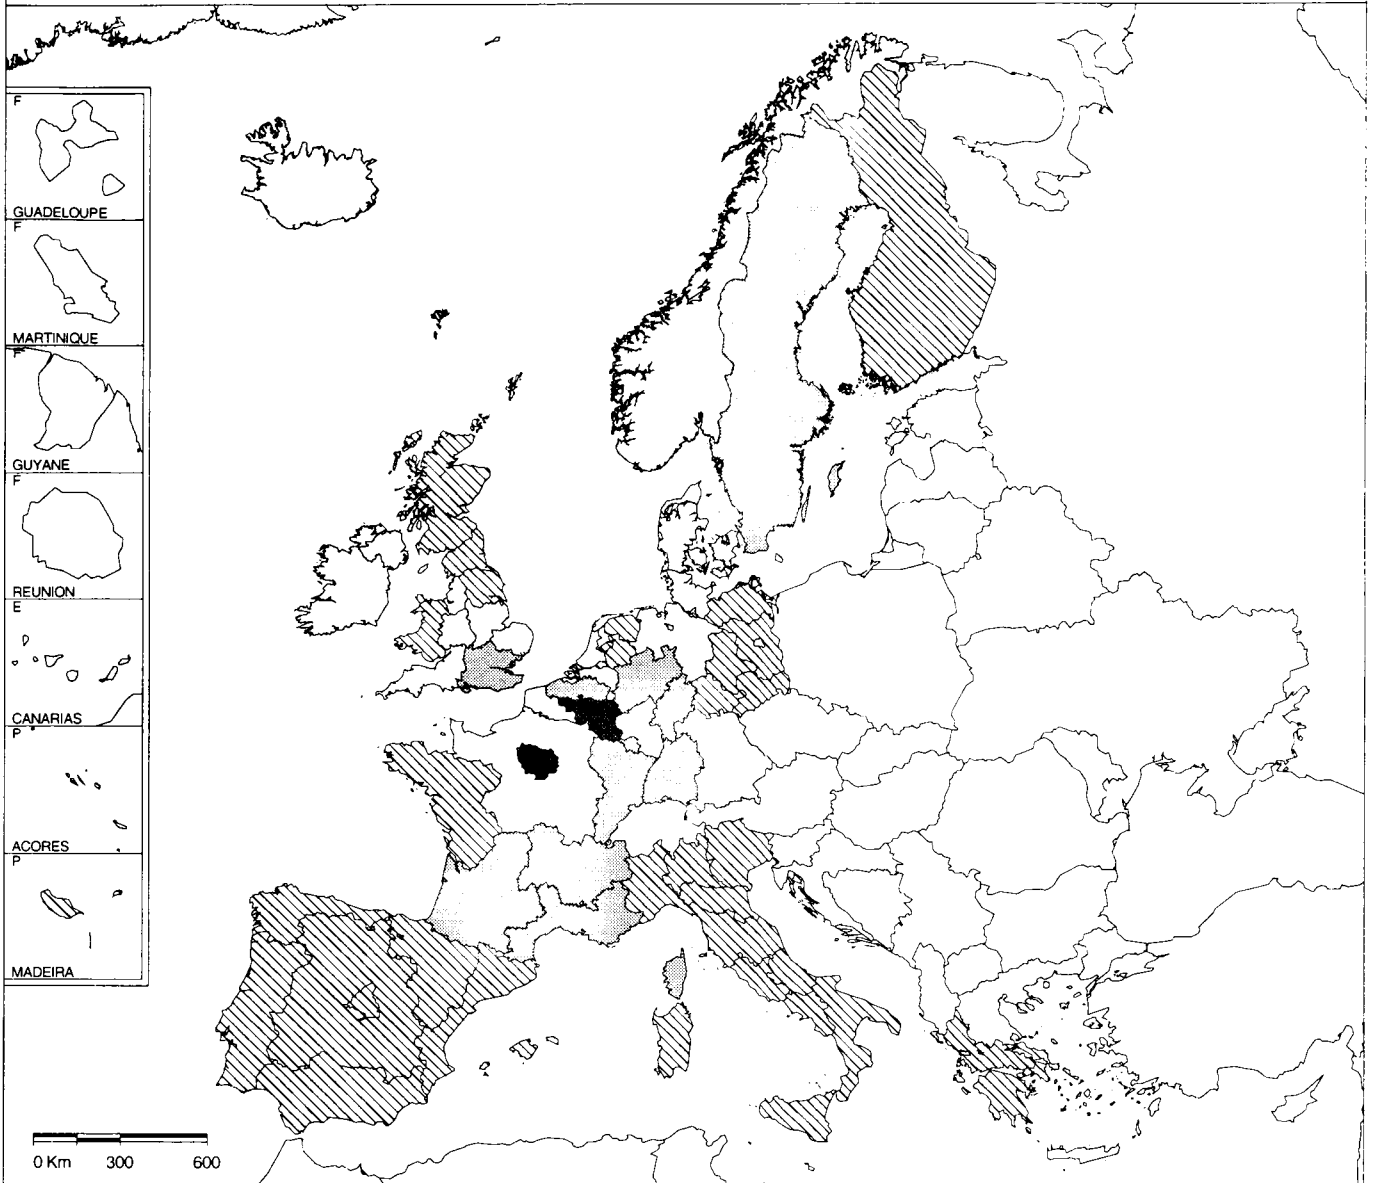 F
GUADELOUPE
F
MARTINIQUE
F
GUYANE
F
REUNION
E
CANARIAS
P
ACORES
P
MADEIRA
0 Km 300 600